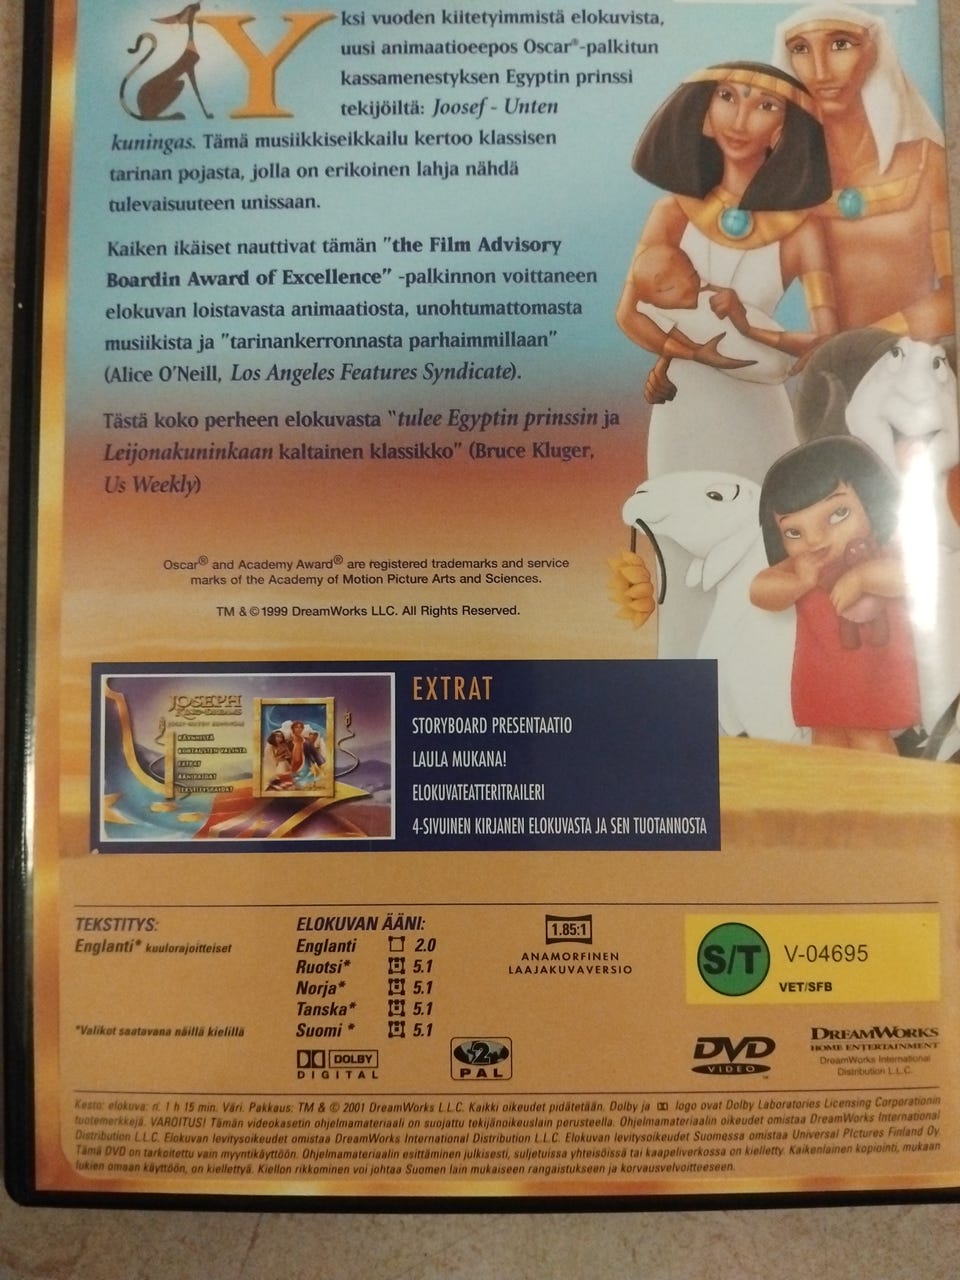 Yksi vuoden kiitetyimmistä elokuvista,
uusi animaatioeepos Oscar®-palkitun
kassamenestyksen Egyptin prinssi
tekijöiltä: Joosef - Unten
kuningas. Tämä musiikkiseikkailu kertoo klassisen
tarinan pojasta, jolla on erikoinen lahja nähdä
tulevaisuuteen unissaan.
Kaiken ikäiset nauttivat tämän "the Film Advisory
Boardin Award of Excellence" -palkinnon voittaneen
elokuvan loistavasta animaatiosta, unohtumattomasta
musiikista ja "tarinankerronnasta parhaimmillaan"
(Alice O'Neill, Los Angeles Features Syndicate).
Tästä koko perheen elokuvasta "tulee Egyptin prinssin ja
Leijonakuninkaan kaltainen klassikko" (Bruce Kluger,
Us Weekly)
Oscar® and Academy Award® are registered trademarks and service
marks of the Academy of Motion Picture Arts and Sciences.
TM & © 1999 DreamWorks LLC. All Rights Reserved.
JOSEPH
KING OF DREAMS
KÄYNNISTÄ
KOHTAUSTEN VALINTA
EXTRAT
ÄÄNIRAIDAT
TEKSTITYSRAIDAT
EXTRAT
STORYBOARD PRESENTAATIO
LAULA MUKANA!
ELOKUVATEATTERITRAILERI
4-SIVUINEN KIRJANEN ELOKUVASTA JA SEN TUOTANNOSTA
TEKSTITYS:
Englanti* kuulorajoitteiset
*Valikot saatavana näillä kielillä
ELOKUVAN ÄÄNI:
Englanti 2.0
Ruotsi* 5.1
Norja* 5.1
Tanska* 5.1
Suomi * 5.1
DOLBY
DIGITAL
1.85:1
ANAMORFINEN
LAAJAKUVAVERSIO
2
PAL
S/T V-04695
VET/SFB
DVD
VIDEO
DREAMWORKS
HOME ENTERTAINMENT
DreamWorks International
Distribution L.L.C.
Kesto: elokuva: n. 1 h 15 min. Väri. Pakkaus: TM & © 2001 DreamWorks L.L.C. Kaikki oikeudet pidätetään. Dolby ja logo ovat Dolby Laboratories Licensing Corporationin
tuotemerkkejä. VAROITUS! Tämän videokasetin ohjelmamateriaali on suojattu tekijänoikeuslain perusteella. Ohjelmamateriaalin oikeudet omistaa DreamWorks International
Distribution L.L.C. Elokuvan levitysoikeudet omistaa DreamWorks International Distribution L.L.C. Elokuvan levitysoikeudet Suomessa omistaa Universal Pictures Finland Oy.
Tämä DVD on tarkoitettu vain myyntikäyttöön. Ohjelmamateriaalin esittäminen julkisesti, suljetuissa yhteisöissä tai kaapeliverkossa on kielletty. Kaikenlainen kopiointi, mukaan
lukien omaan käyttöön, on kiellettyä. Kiellon rikkominen voi johtaa Suomen lain mukaiseen rangaistukseen ja korvausvelvoitteeseen.